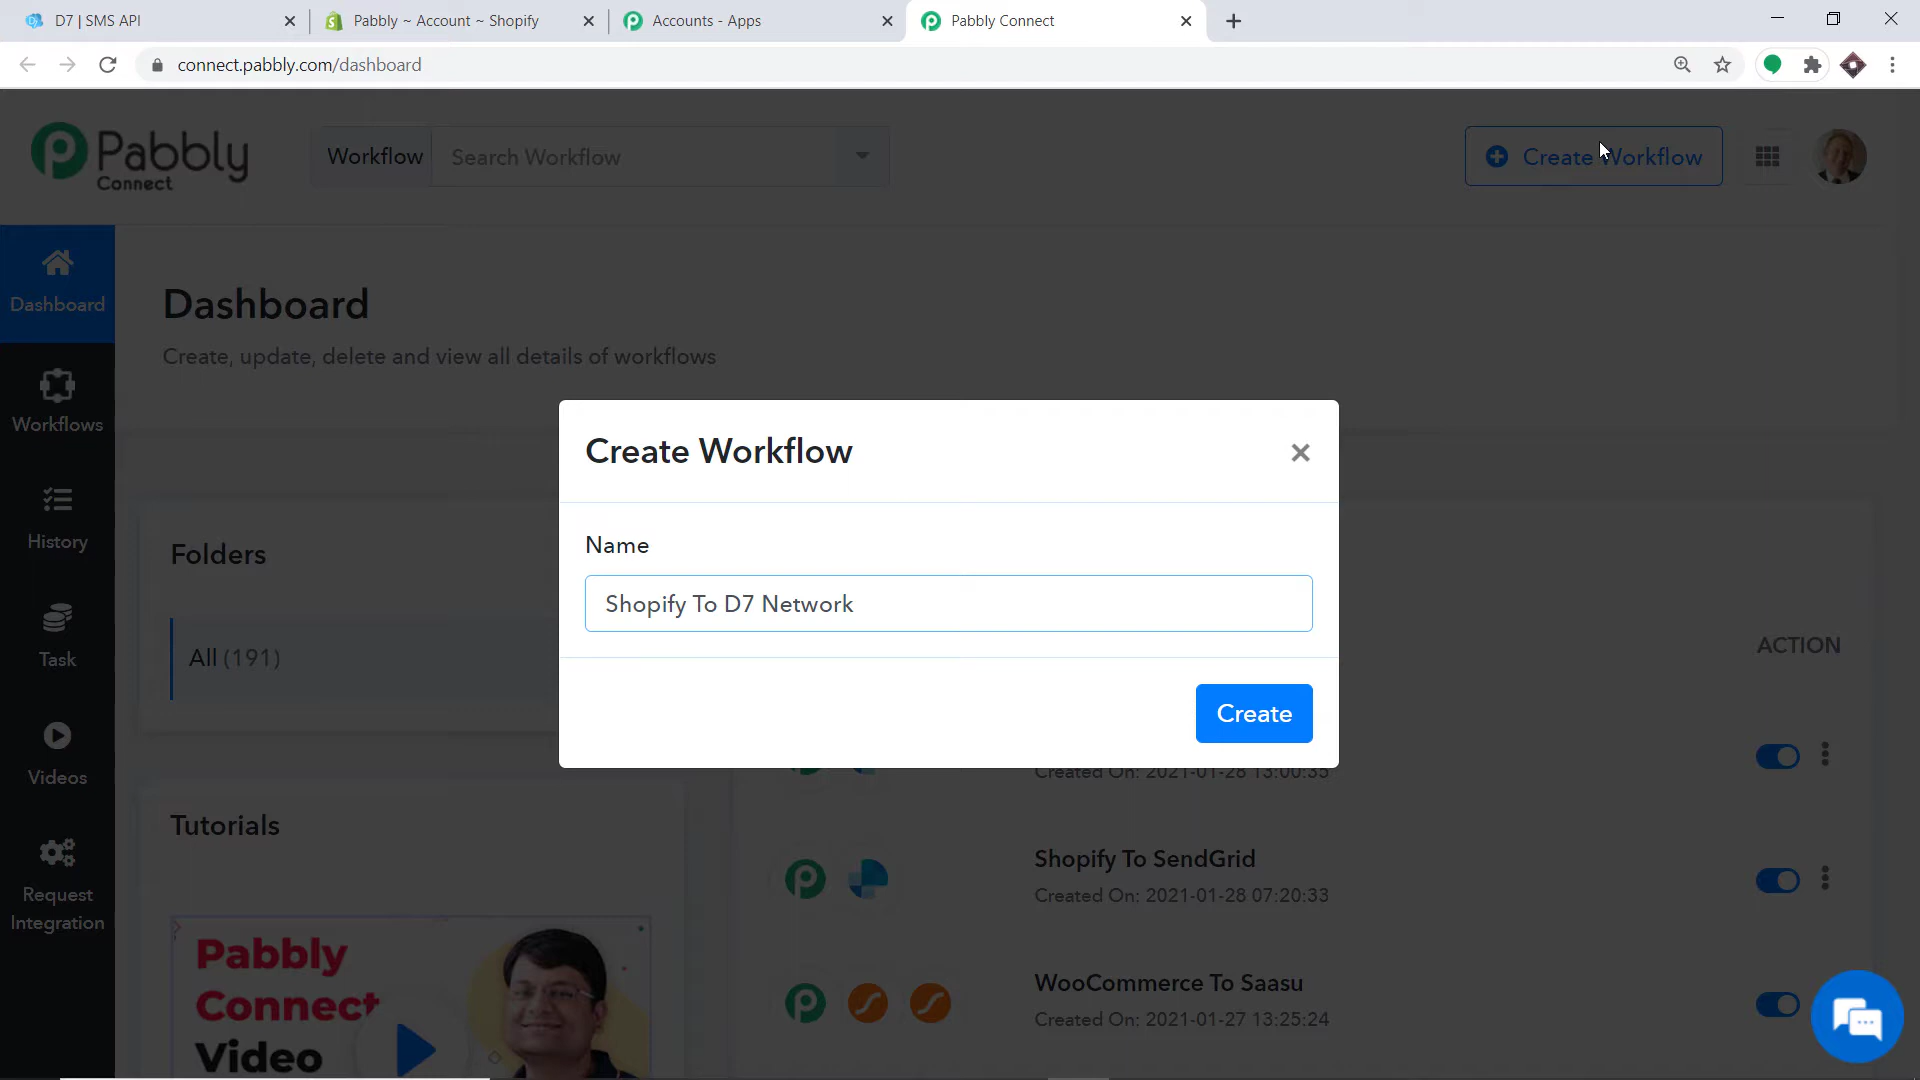 D7 | SMS API
Pabbly ~ Account ~ Shopify
Accounts - Apps
Pabbly Connect
connect.pabbly.com/dashboard
Pabbly
Connect
Workflow
Search Workflow
Create Workflow
Dashboard
Workflows
History
Task
Videos
Request
Integration
Dashboard
Create, update, delete and view all details of workflows
Folders
All (191)
Tutorials
Pabbly
Connect
Video
Create Workflow
Name
Shopify To D7 Network
Create
ACTION
Created On: 2021-01-28 13:00:35
Shopify To SendGrid
Created On: 2021-01-28 07:20:33
WooCommerce To Saasu
Created On: 2021-01-27 13:25:24